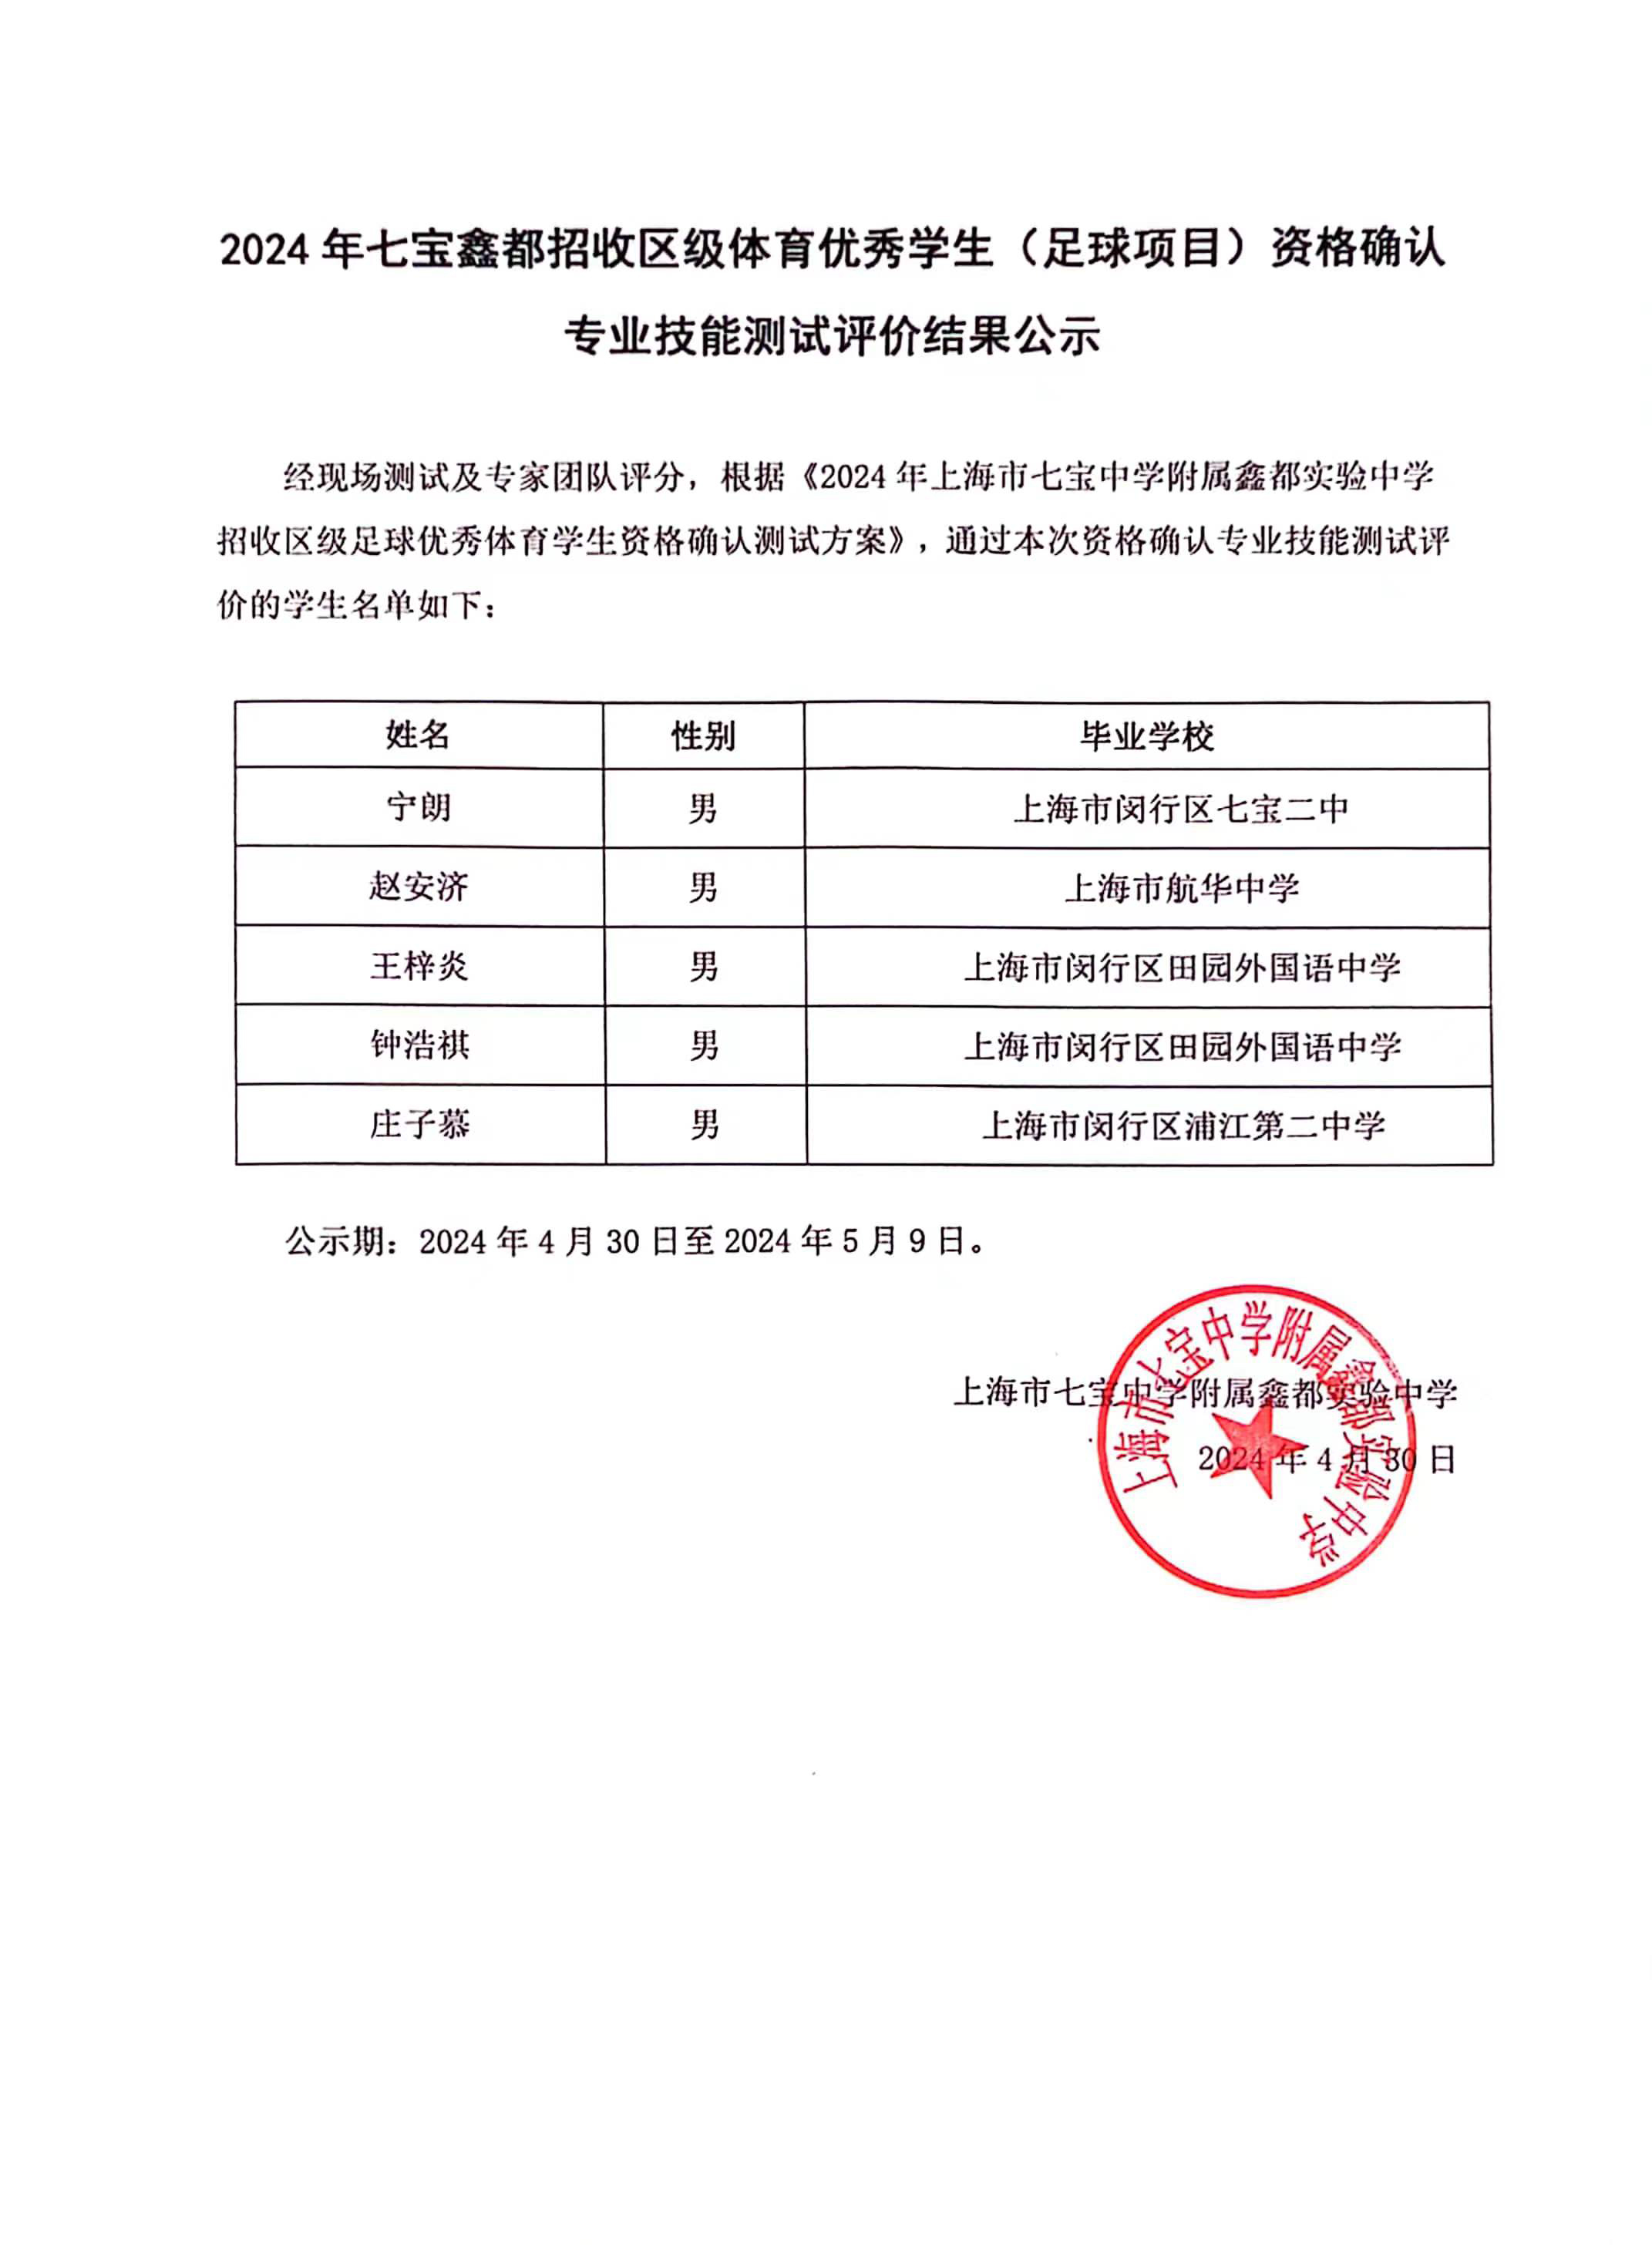 2024 年七宝鑫都招收区级体育优秀学生（足球项目）资格确认
专业技能测试评价结果公示
经现场测试及专家团队评分，根据《2024 年上海市七宝中学附属鑫都实验中学
招收区级足球优秀体育学生资格确认测试方案》，通过本次资格确认专业技能测试评
价的学生名单如下：
姓名 性别 毕业学校
宁朗 男 上海市闵行区七宝二中
赵安济 男 上海市航华中学
王梓炎 男 上海市闵行区田园外国语中学
钟浩祺 男 上海市闵行区田园外国语中学
庄子慕 男 上海市闵行区浦江第二中学
公示期：2024 年 4 月 30 日至 2024 年 5 月 9 日。
上海市七宝中学附属鑫都实验中学
2024 年 4 月 30 日
上海市七宝中学附属鑫都实验中学